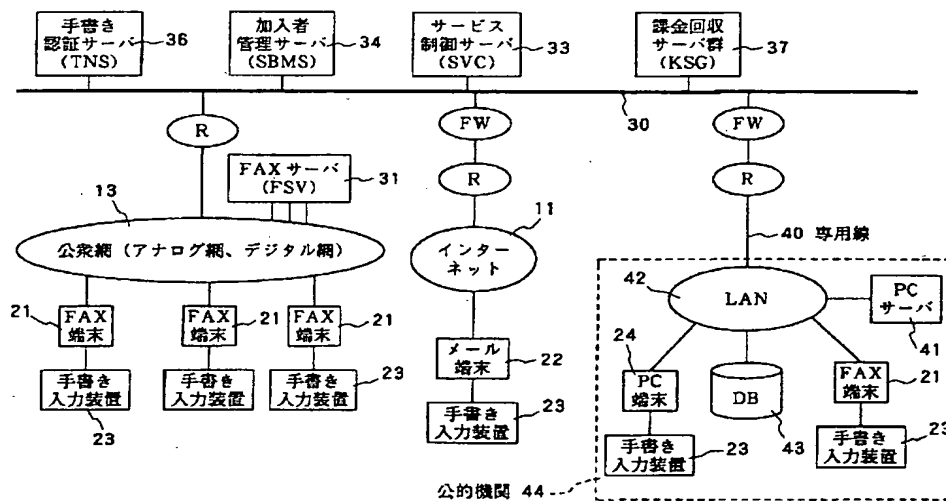 手書き
認証サーバ
(TNS)
36
加入者
管理サーバ
(SBMS)
34
サービス
制御サーバ
(SVC)
33
課金回収
サーバ群
(KSG)
37
30
R
FW
FW
FAXサーバ
(FSV)
31
R
R
13
11
公衆網(アナログ網、デジタル網)
インター
ネット
40 専用線
42
LAN
PC
サーバ
41
21
FAX
端末
FAX
端末
21
FAX
端末
21
メール
端末
22
24
PC
端末
DB
43
FAX
端末
21
手書き
入力装置
23
手書き
入力装置
手書き
入力装置
23
手書き
入力装置
23
手書き
入力装置
23
手書き
入力装置
23
公的機関 44